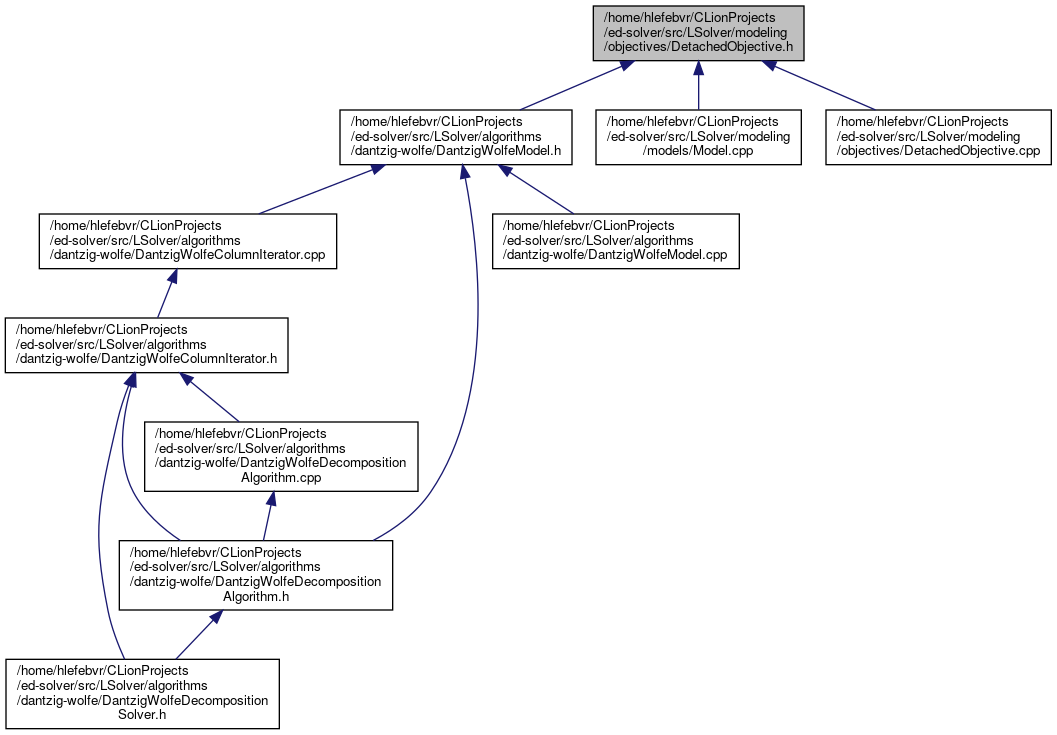 /home/hlefebvr/CLionProjects
/ed-solver/src/LSolver/modeling
/objectives/DetachedObjective.h
/home/hlefebvr/CLionProjects
/ed-solver/src/LSolver/algorithms
/dantzig-wolfe/DantzigWolfeModel.h
/home/hlefebvr/CLionProjects
/ed-solver/src/LSolver/modeling
/models/Model.cpp
/home/hlefebvr/CLionProjects
/ed-solver/src/LSolver/modeling
/objectives/DetachedObjective.cpp
/home/hlefebvr/CLionProjects
/ed-solver/src/LSolver/algorithms
/dantzig-wolfe/DantzigWolfeColumnIterator.cpp
/home/hlefebvr/CLionProjects
/ed-solver/src/LSolver/algorithms
/dantzig-wolfe/DantzigWolfeModel.cpp
/home/hlefebvr/CLionProjects
/ed-solver/src/LSolver/algorithms
/dantzig-wolfe/DantzigWolfeColumnIterator.h
/home/hlefebvr/CLionProjects
/ed-solver/src/LSolver/algorithms
/dantzig-wolfe/DantzigWolfeDecomposition
Algorithm.cpp
/home/hlefebvr/CLionProjects
/ed-solver/src/LSolver/algorithms
/dantzig-wolfe/DantzigWolfeDecomposition
Algorithm.h
/home/hlefebvr/CLionProjects
/ed-solver/src/LSolver/algorithms
/dantzig-wolfe/DantzigWolfeDecomposition
Solver.h